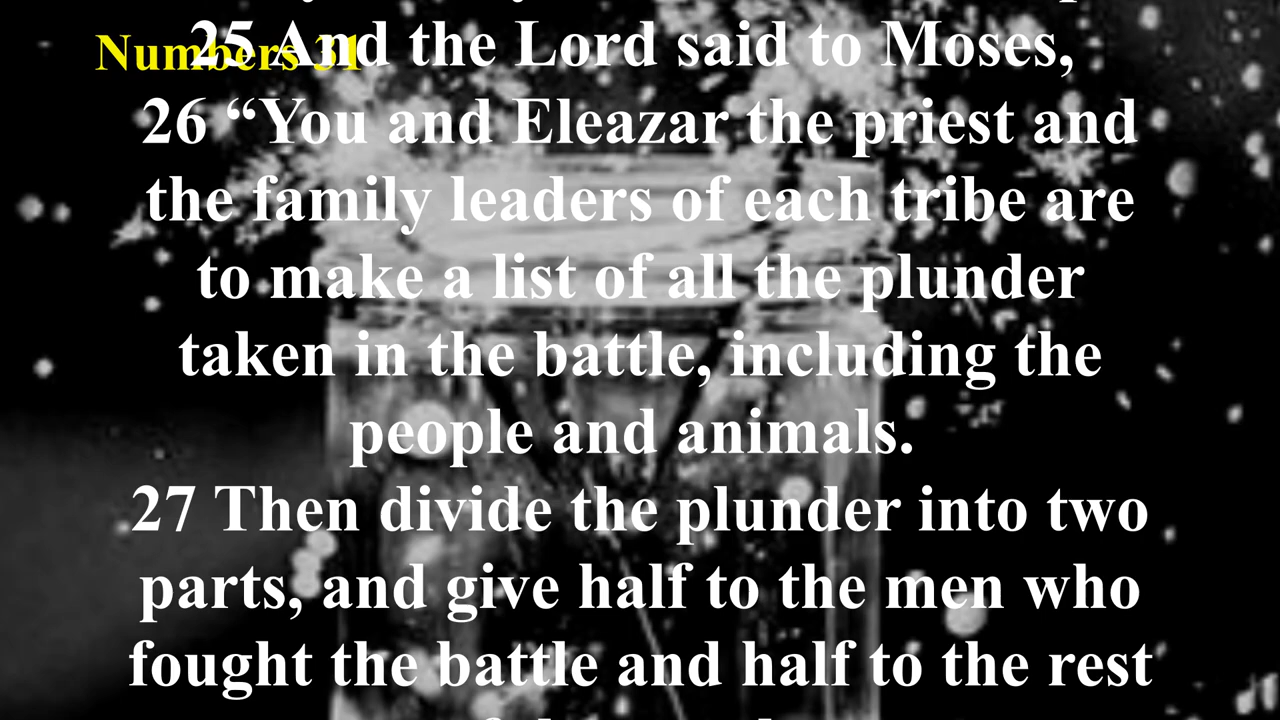 Numbers 31
25 And the Lord said to Moses,
26 “You and Eleazar the priest and
the family leaders of each tribe are
to make a list of all the plunder
taken in the battle, including the
people and animals.
27 Then divide the plunder into two
parts, and give half to the men who
fought the battle and half to the rest